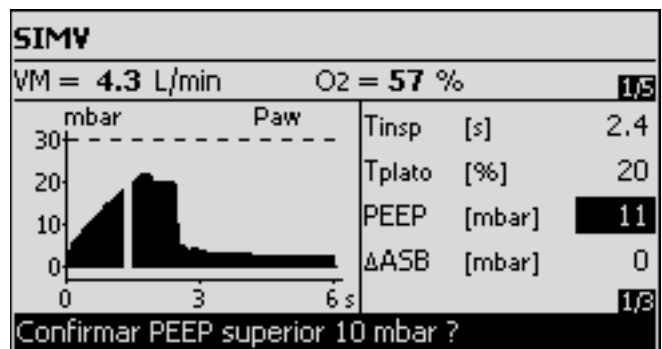 SIMV
VM = 4.3 L/min O2 = 57 %
1/5
mbar Paw
30
20
10
0
0 3 6 s
Tinsp [s] 2.4
Tplato [%] 20
PEEP [mbar] 11
ΔASB [mbar] 0
1/3
Confirmar PEEP superior 10 mbar ?